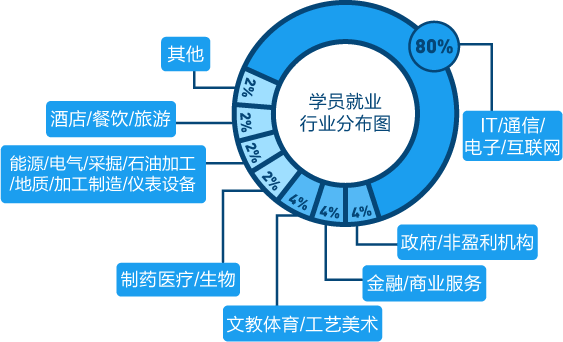 学员就业
行业分布图
80%
IT/通信/
电子/互联网
4%
政府/非盈利机构
4%
金融/商业服务
4%
文教体育/工艺美术
2%
制药医疗/生物
2%
能源/电气/采掘/石油加工
/地质/加工制造/仪表设备
2%
酒店/餐饮/旅游
2%
其他